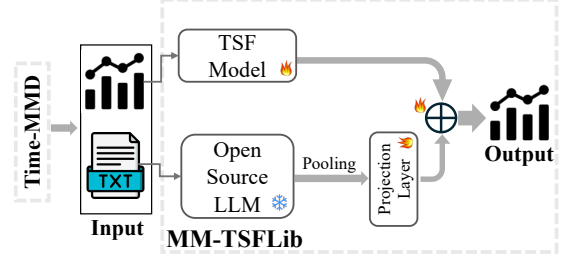 Time-MMD
TXT
Input
TSF
Model
Open
Source
LLM
Pooling
Projection
Layer
Output
MM-TSFLib